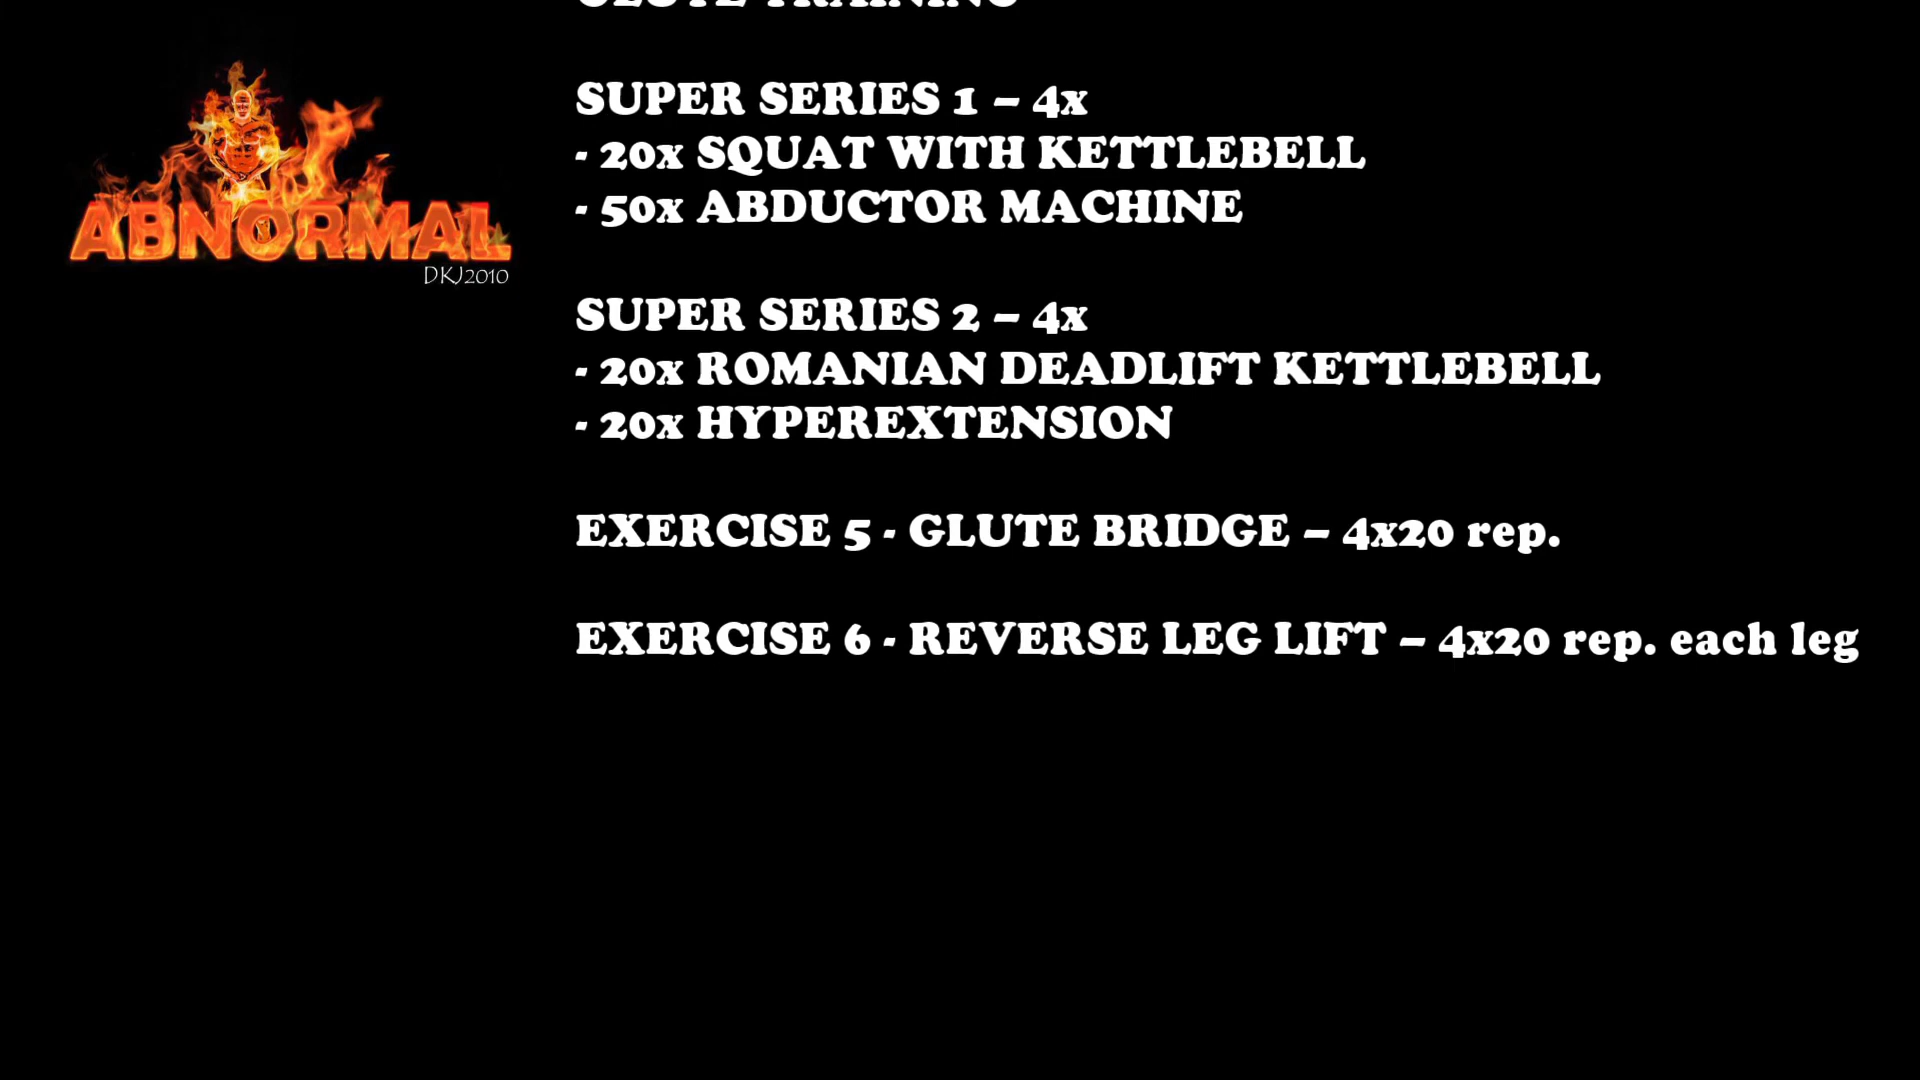 GLUTE TRAINING
ABNORMAL
DKJ2010
SUPER SERIES 1 – 4x
- 20x SQUAT WITH KETTLEBELL
- 50x ABDUCTOR MACHINE
SUPER SERIES 2 – 4x
- 20x ROMANIAN DEADLIFT KETTLEBELL
- 20x HYPEREXTENSION
EXERCISE 5 - GLUTE BRIDGE – 4x20 rep.
EXERCISE 6 - REVERSE LEG LIFT – 4x20 rep. each leg